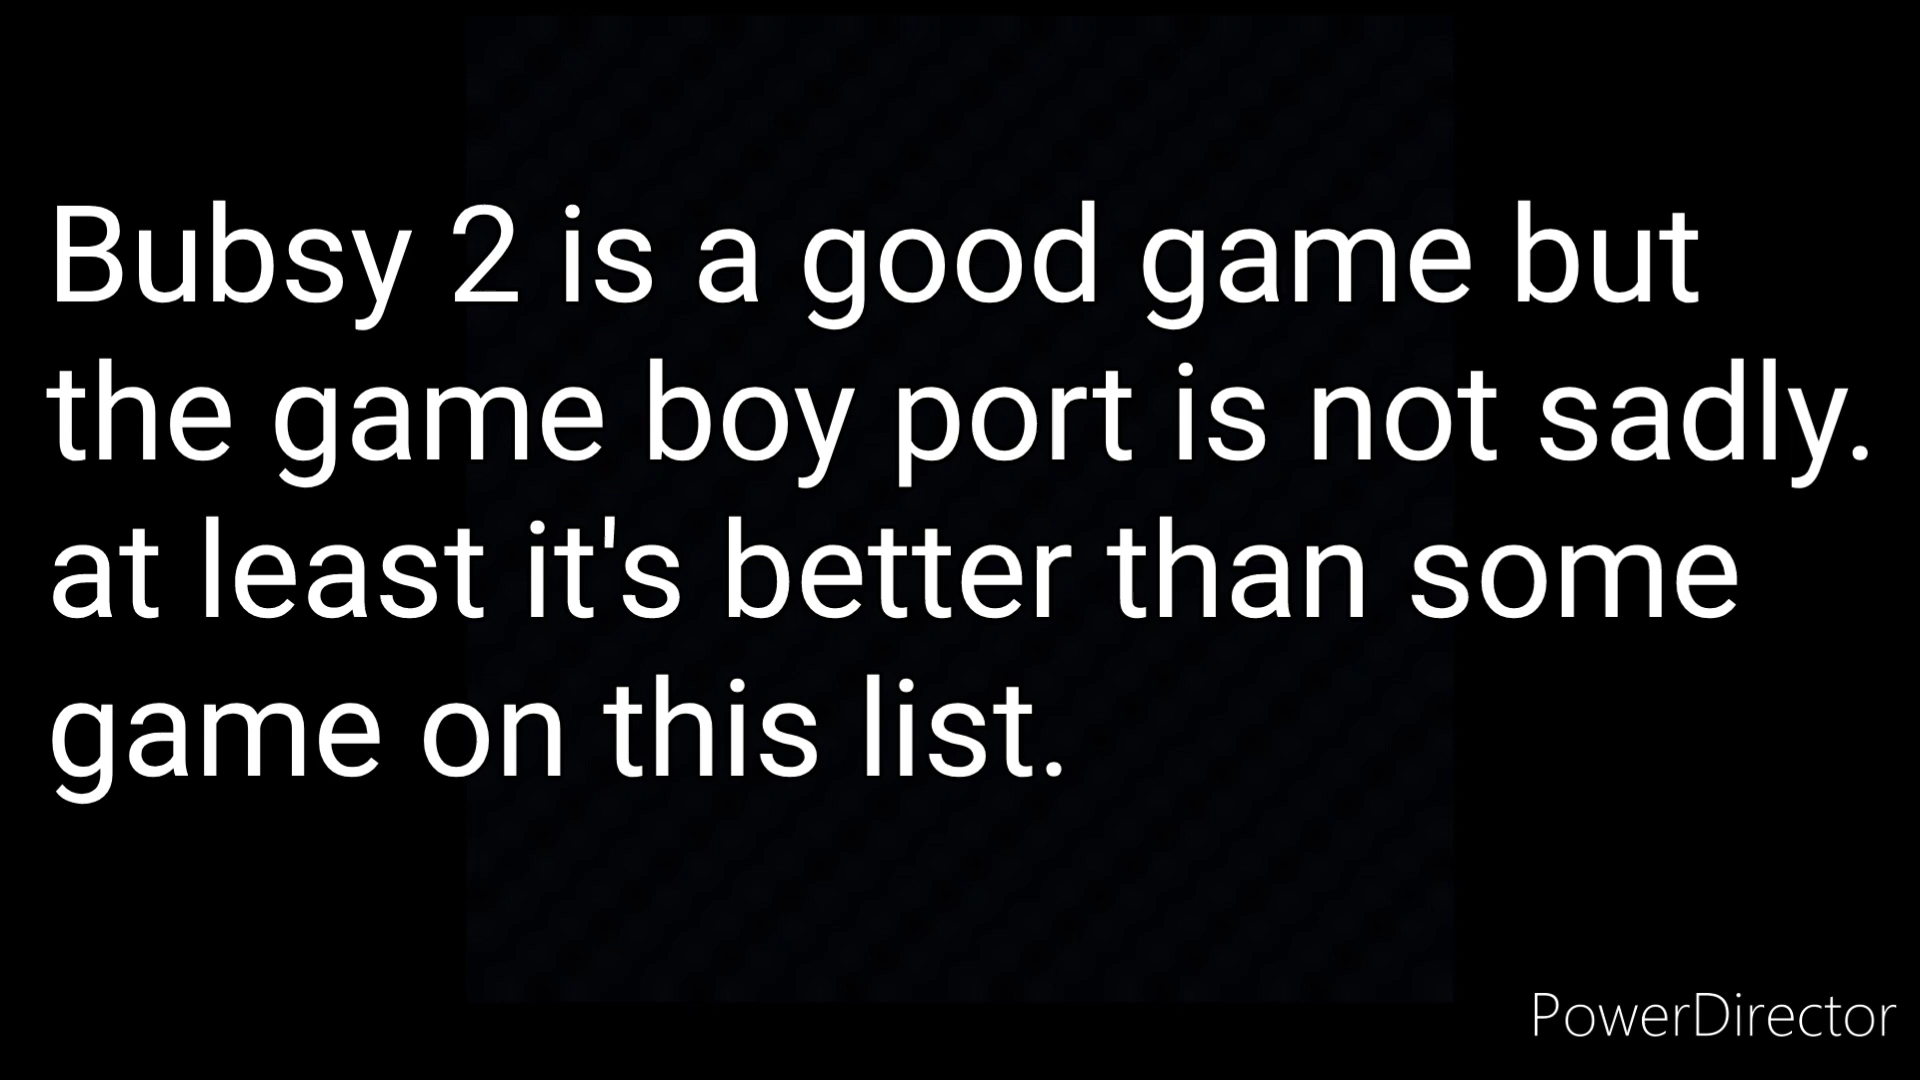 Bubsy 2 is a good game but
the game boy port is not sadly.
at least it's better than some
game on this list.
PowerDirector